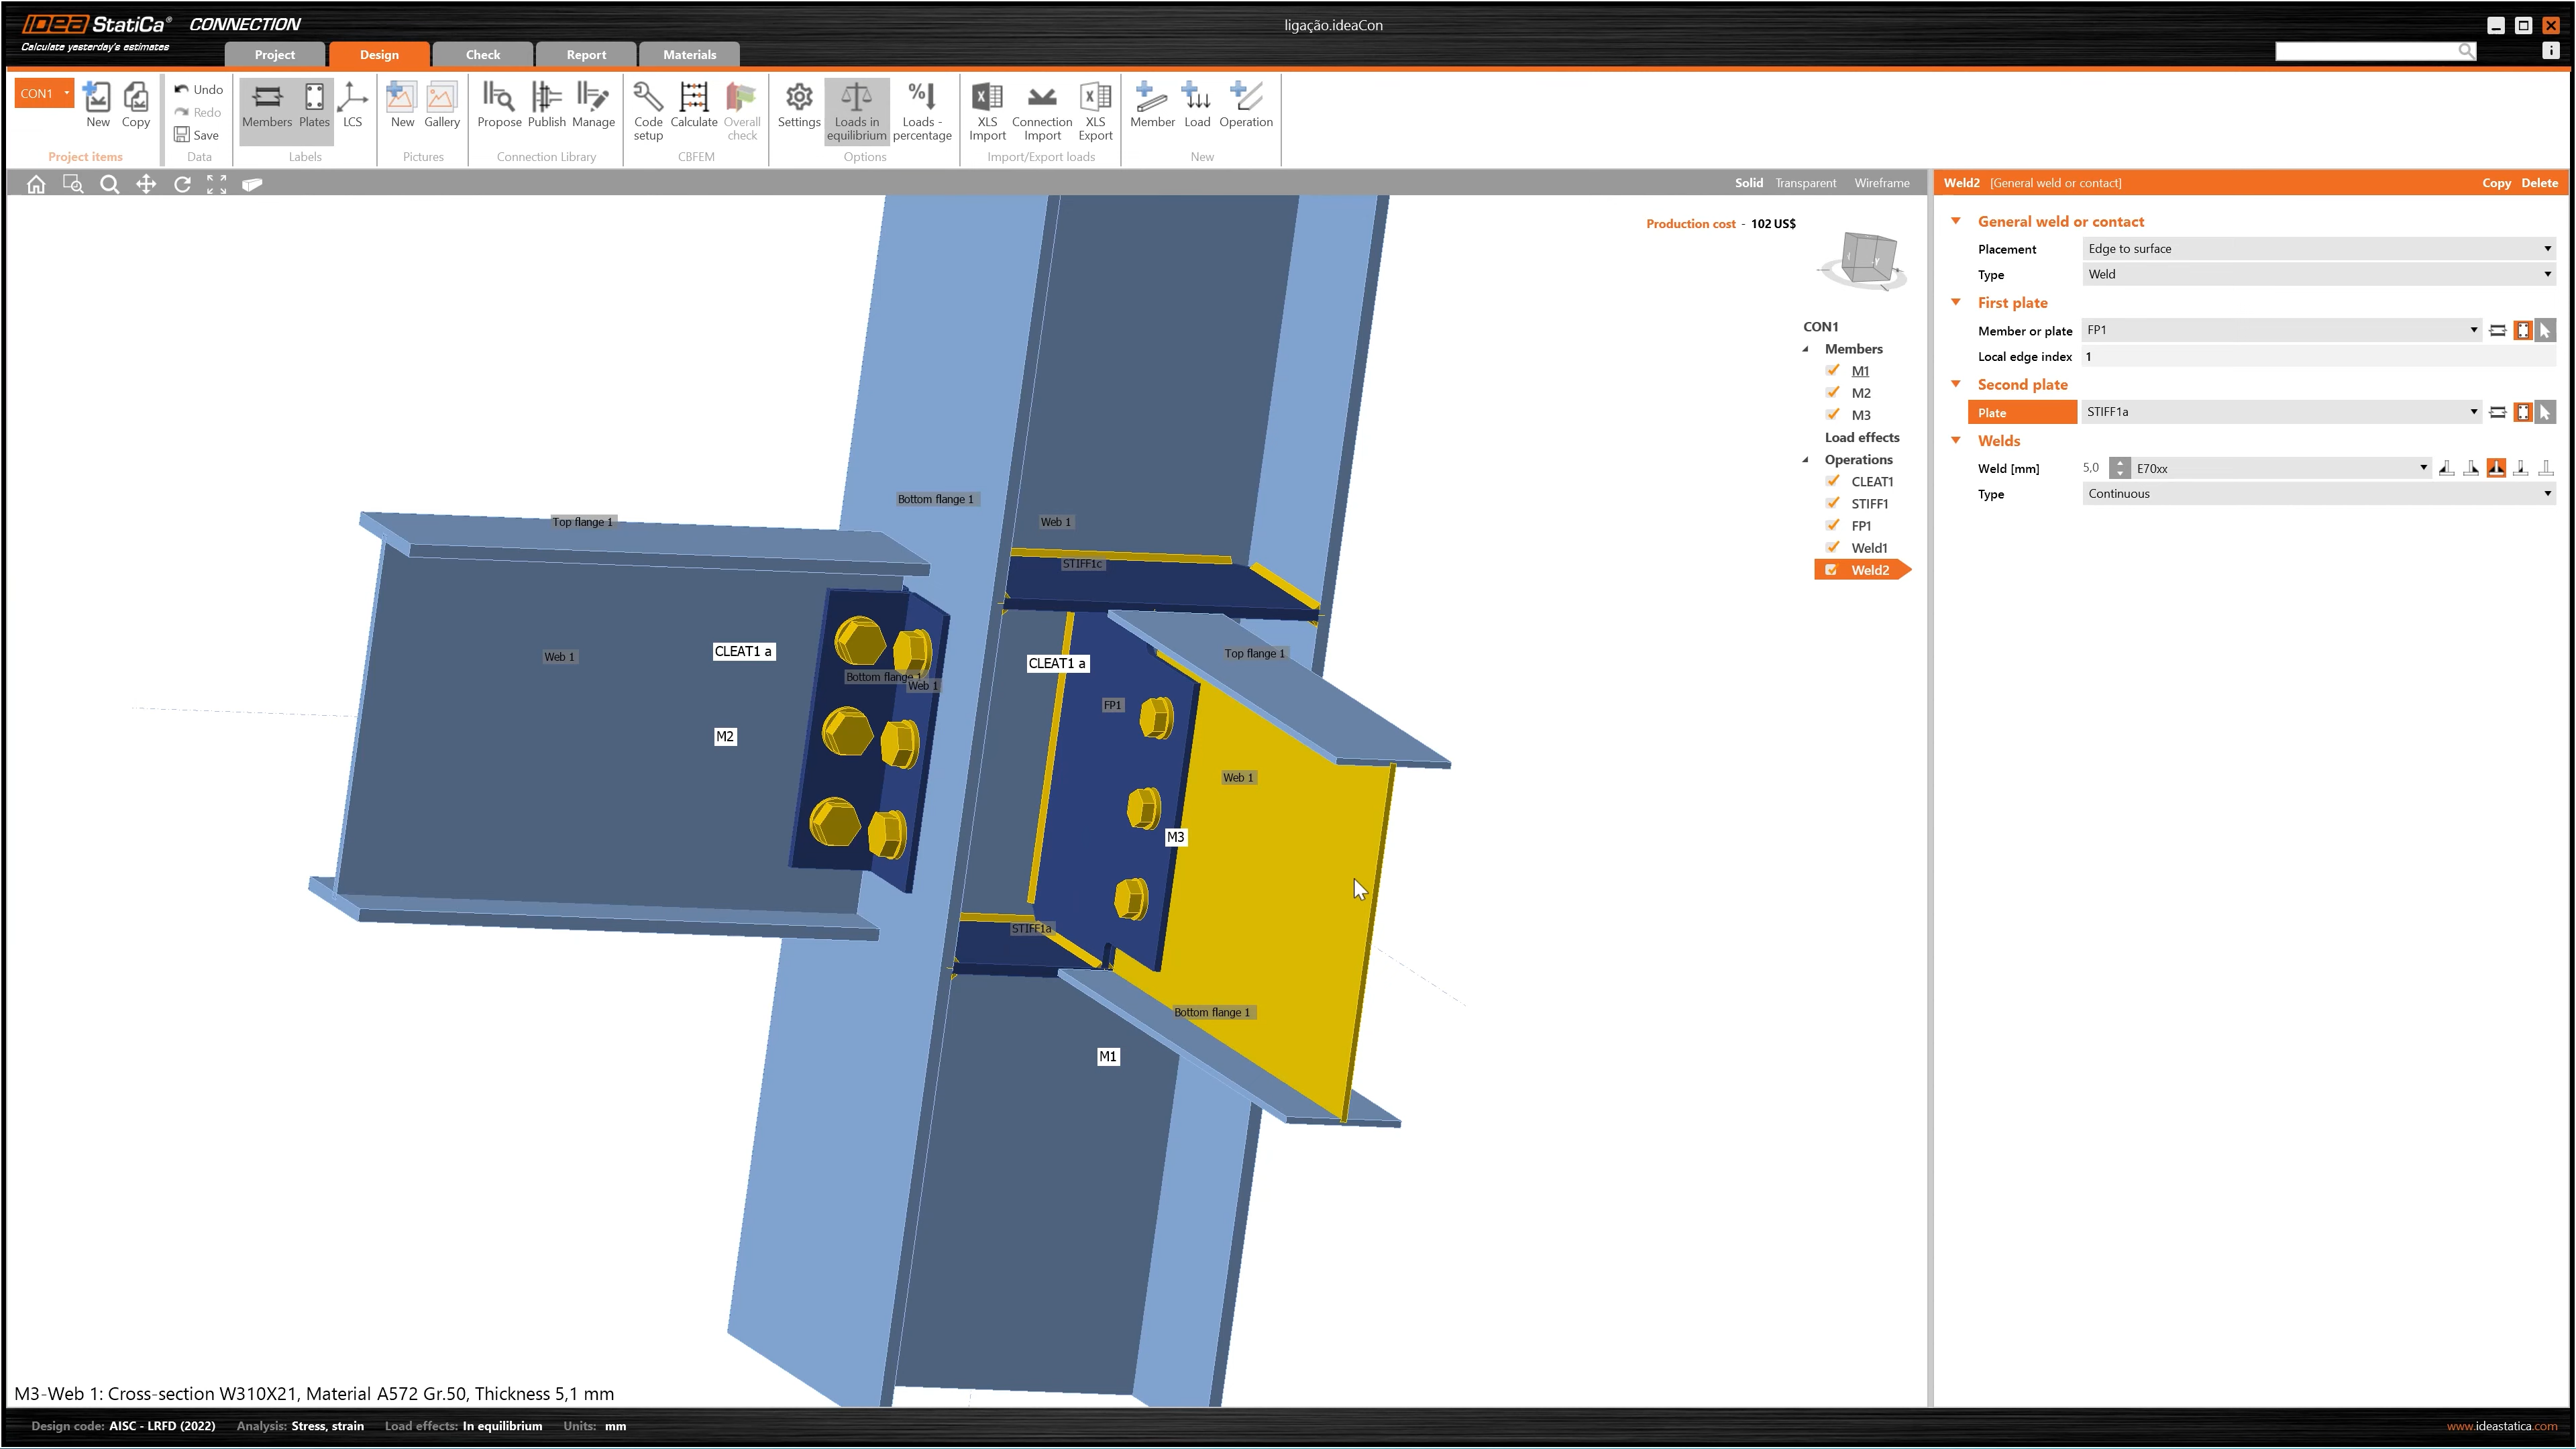 IDEA StatiCa® CONNECTION
Calculate yesterday's estimates
ligação.ideaCon
Project Design Check Report Materials
CON1
New Copy
Undo
Redo
Save
Members Plates LCS
New Gallery
Propose Publish Manage
Code setup Calculate Overall check
Settings Loads in equilibrium Loads - percentage
XLS Import Connection Import XLS Export
Member Load Operation
Project items Data Labels Pictures Connection Library CBFEM Options Import/Export loads New
Solid Transparent Wireframe
Production cost - 102 US$
CON1
Members
M1
M2
M3
Load effects
Operations
CLEAT1
STIFF1
FP1
Weld1
Weld2
Weld2 [General weld or contact] Copy Delete
General weld or contact
Placement Edge to surface
Type Weld
First plate
Member or plate FP1
Local edge index 1
Second plate
Plate STIFF1a
Welds
Weld [mm] 5,0 E70xx
Type Continuous
Bottom flange 1
Top flange 1
Web 1
STIFF1c
CLEAT1 a
CLEAT1 a
Top flange 1
Web 1
Bottom flange 1
Web 1
FP1
M2
Web 1
M3
STIFF1a
Bottom flange 1
M1
M3-Web 1: Cross-section W310X21, Material A572 Gr.50, Thickness 5,1 mm
Design code: AISC - LRFD (2022) Analysis: Stress, strain Load effects: In equilibrium Units: mm
www.ideastatica.com